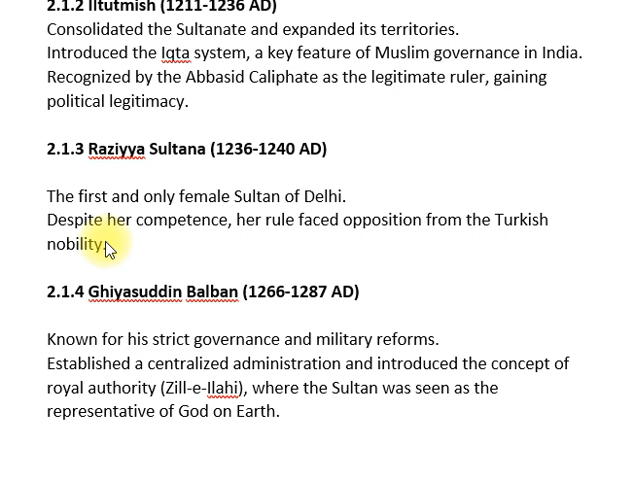 2.1.2 Iltutmish (1211-1236 AD)
Consolidated the Sultanate and expanded its territories.
Introduced the Iqta system, a key feature of Muslim governance in India.
Recognized by the Abbasid Caliphate as the legitimate ruler, gaining
political legitimacy.
2.1.3 Raziyya Sultana (1236-1240 AD)
The first and only female Sultan of Delhi.
Despite her competence, her rule faced opposition from the Turkish
nobility.
2.1.4 Ghiyasuddin Balban (1266-1287 AD)
Known for his strict governance and military reforms.
Established a centralized administration and introduced the concept of
royal authority (Zill-e-Ilahi), where the Sultan was seen as the
representative of God on Earth.